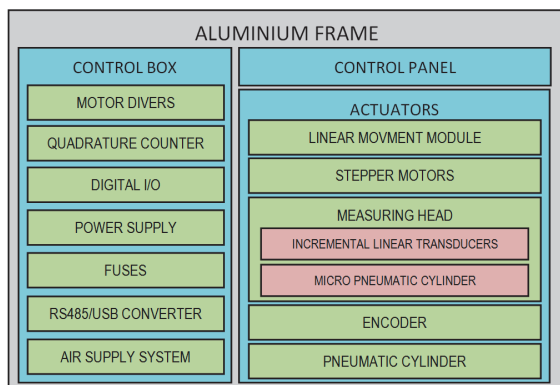 ALUMINIUM FRAME
CONTROL BOX
MOTOR DIVERS
QUADRATURE COUNTER
DIGITAL I/O
POWER SUPPLY
FUSES
RS485/USB CONVERTER
AIR SUPPLY SYSTEM
CONTROL PANEL
ACTUATORS
LINEAR MOVMENT MODULE
STEPPER MOTORS
MEASURING HEAD
INCREMENTAL LINEAR TRANSDUCERS
MICRO PNEUMATIC CYLINDER
ENCODER
PNEUMATIC CYLINDER